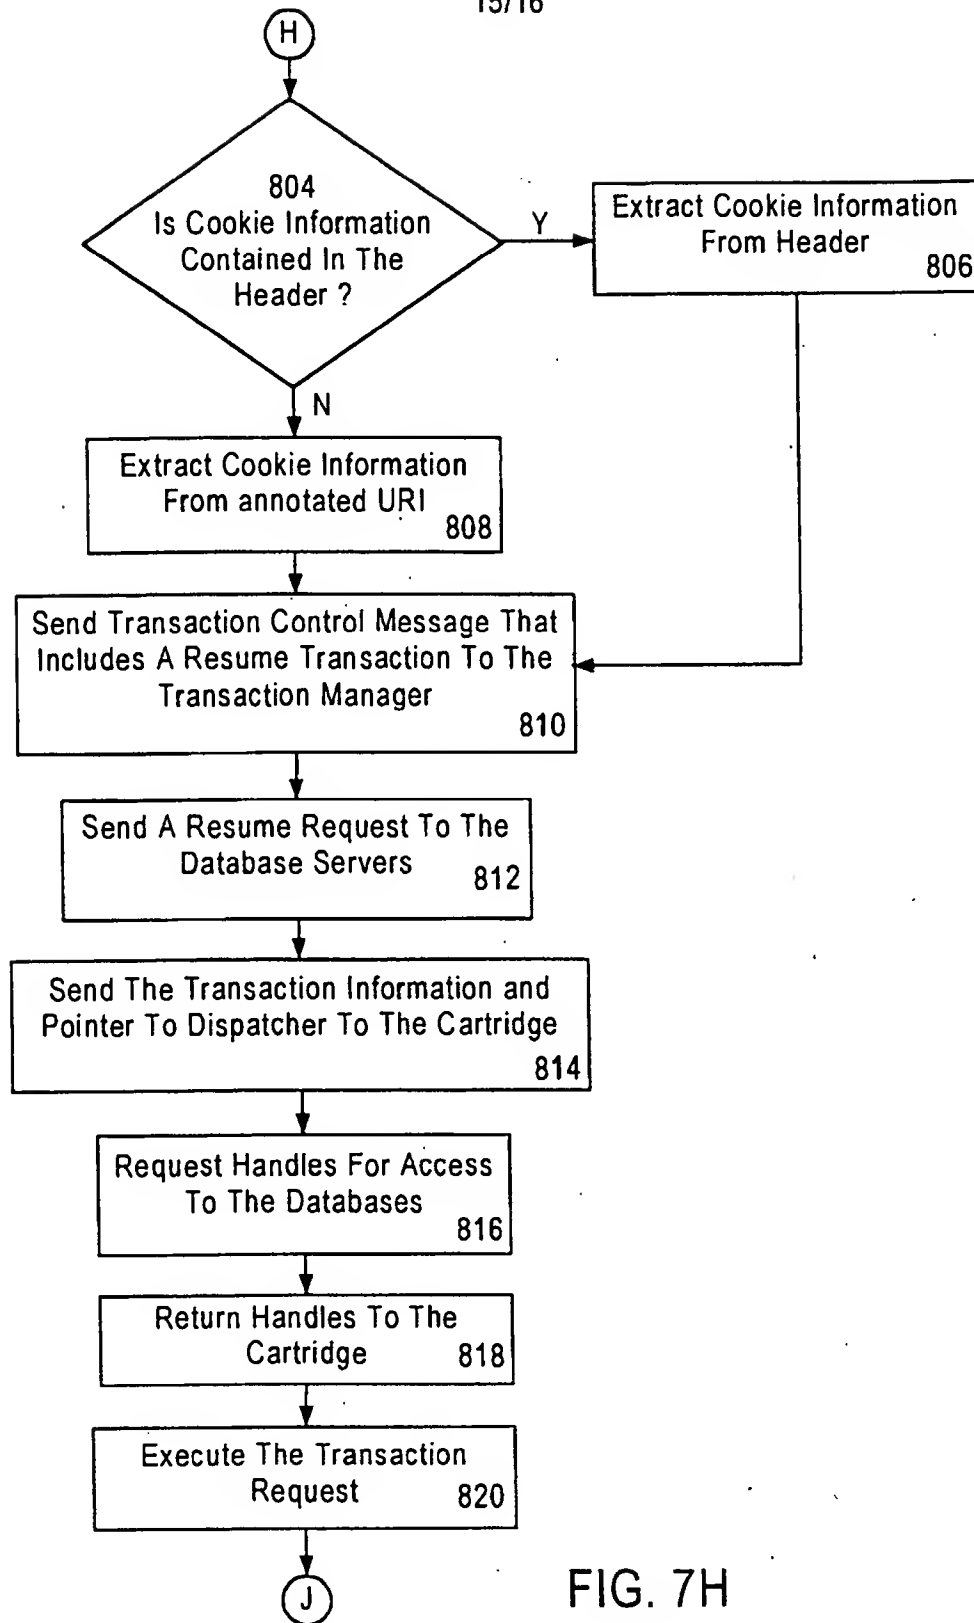 15/16
H
804
Is Cookie Information
Contained In The
Header ?
Y
Extract Cookie Information
From Header
806
N
Extract Cookie Information
From annotated URI
808
Send Transaction Control Message That
Includes A Resume Transaction To The
Transaction Manager
810
Send A Resume Request To The
Database Servers
812
Send The Transaction Information and
Pointer To Dispatcher To The Cartridge
814
Request Handles For Access
To The Databases
816
Return Handles To The
Cartridge
818
Execute The Transaction
Request
820
J
FIG. 7H